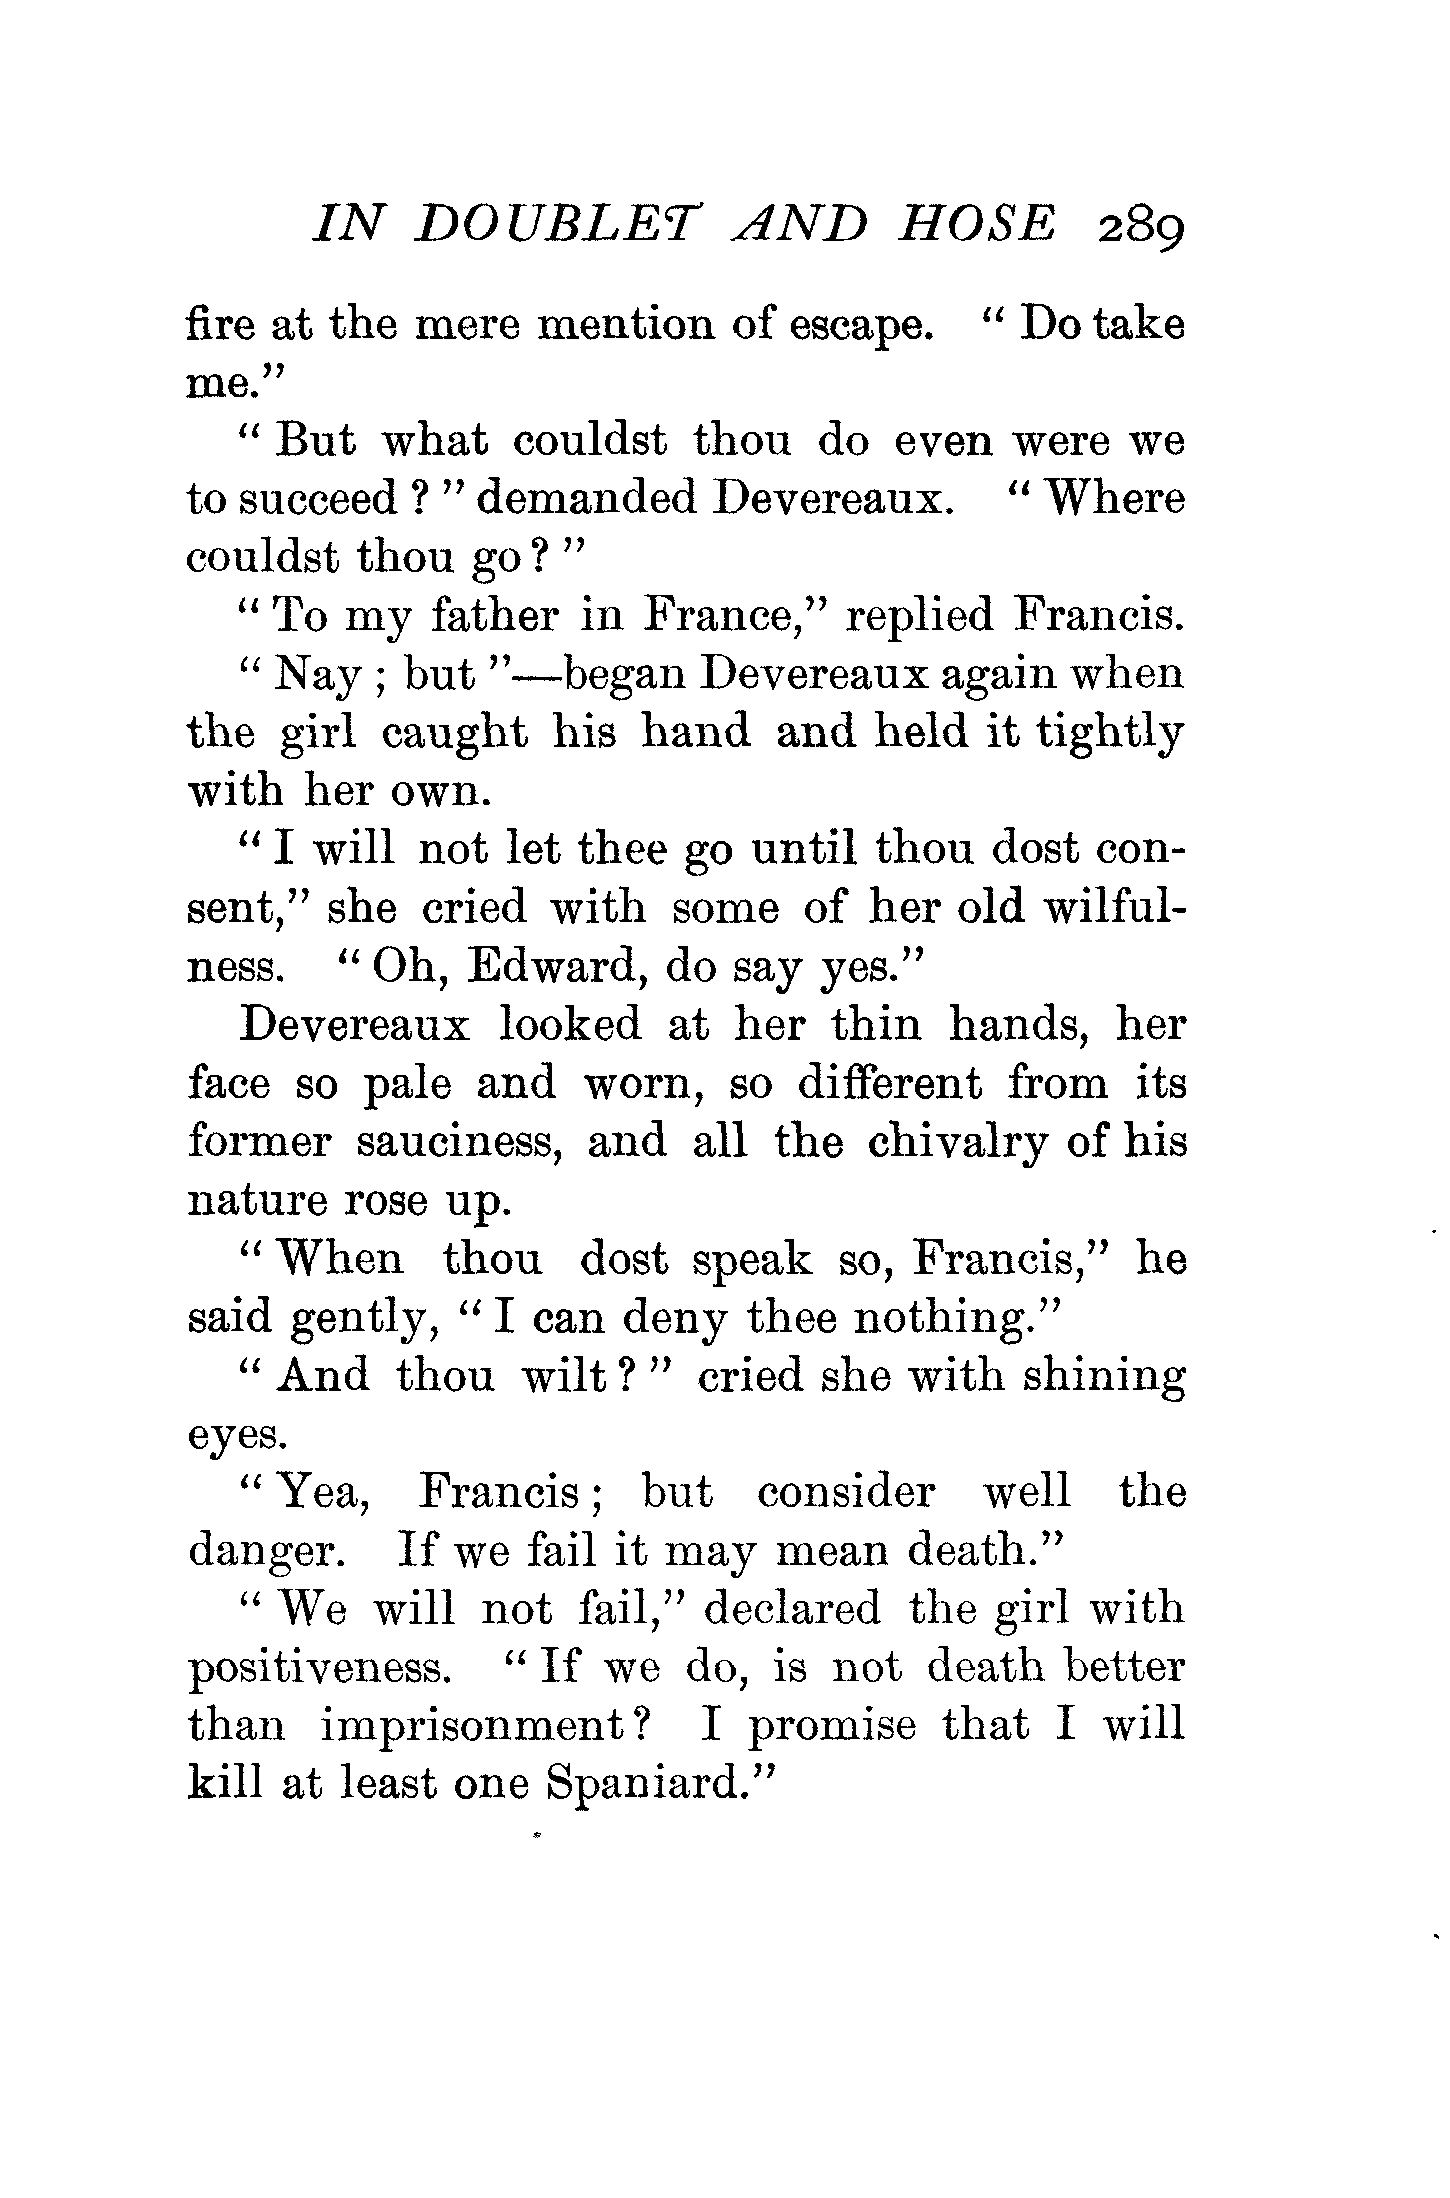 IN DOUBLET AND HOSE 289
fire at the mere mention of escape. “ Do take
me.”
“ But what couldst thou do even were we
to succeed ? ” demanded Devereaux. “ Where
couldst thou go ? ”
“ To my father in France,” replied Francis.
“ Nay ; but ”—began Devereaux again when
the girl caught his hand and held it tightly
with her own.
“ I will not let thee go until thou dost con-
sent,” she cried with some of her old wilful-
ness. “ Oh, Edward, do say yes.”
Devereaux looked at her thin hands, her
face so pale and worn, so different from its
former sauciness, and all the chivalry of his
nature rose up.
“ When thou dost speak so, Francis,” he
said gently, “ I can deny thee nothing.”
“ And thou wilt ? ” cried she with shining
eyes.
“ Yea, Francis ; but consider well the
danger. If we fail it may mean death.”
“ We will not fail,” declared the girl with
positiveness. “ If we do, is not death better
than imprisonment ? I promise that I will
kill at least one Spaniard.”